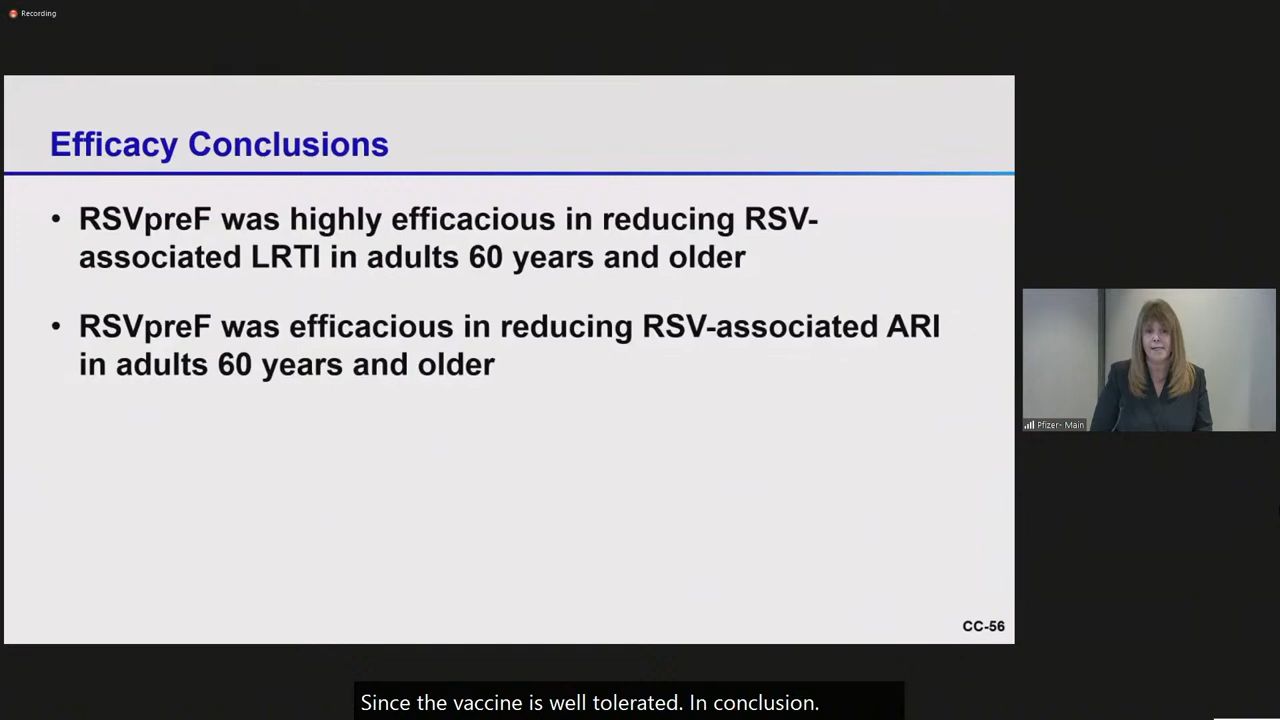 Recording
Efficacy Conclusions
• RSVpreF was highly efficacious in reducing RSV-
associated LRTI in adults 60 years and older
• RSVpreF was efficacious in reducing RSV-associated ARI
in adults 60 years and older
Pfizer- Main
CC-56
Since the vaccine is well tolerated. In conclusion.